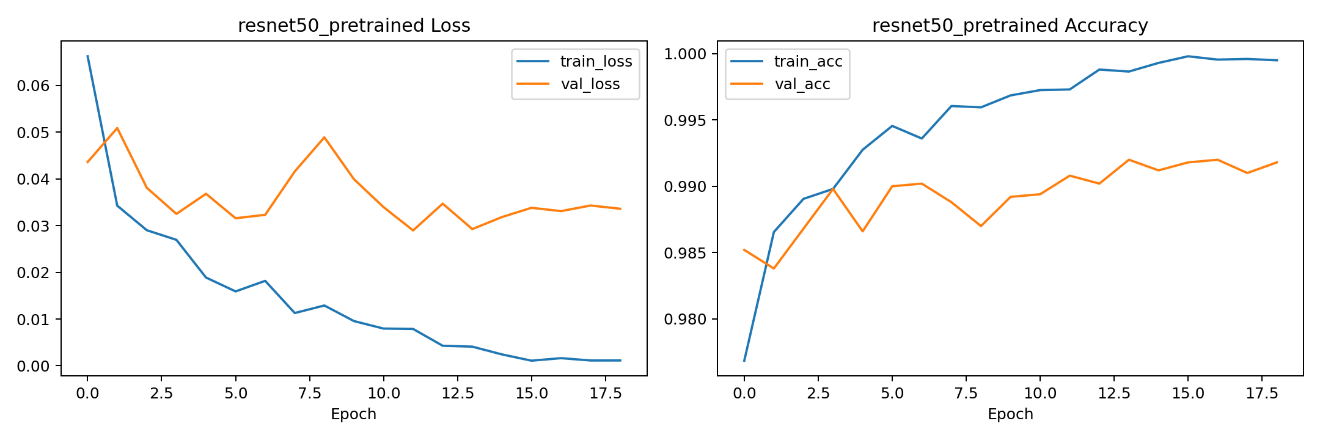 resnet50_pretrained Loss
train_loss
val_loss
0.06
0.05
0.04
0.03
0.02
0.01
0.00
0.0 2.5 5.0 7.5 10.0 12.5 15.0 17.5
Epoch
resnet50_pretrained Accuracy
train_acc
val_acc
1.000
0.995
0.990
0.985
0.980
0.0 2.5 5.0 7.5 10.0 12.5 15.0 17.5
Epoch